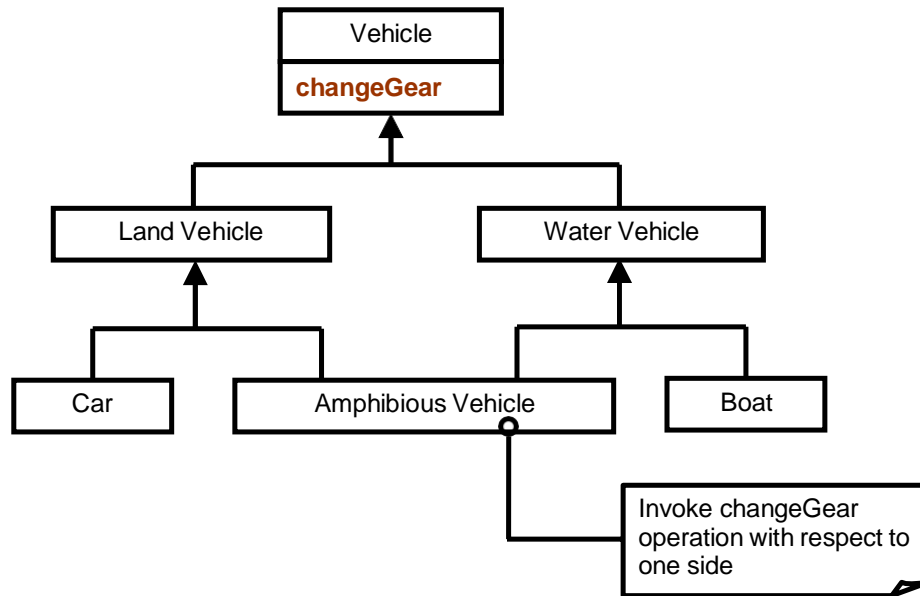 Vehicle
changeGear
Land Vehicle
Water Vehicle
Car
Amphibious Vehicle
Boat
Invoke changeGear
operation with respect to
one side